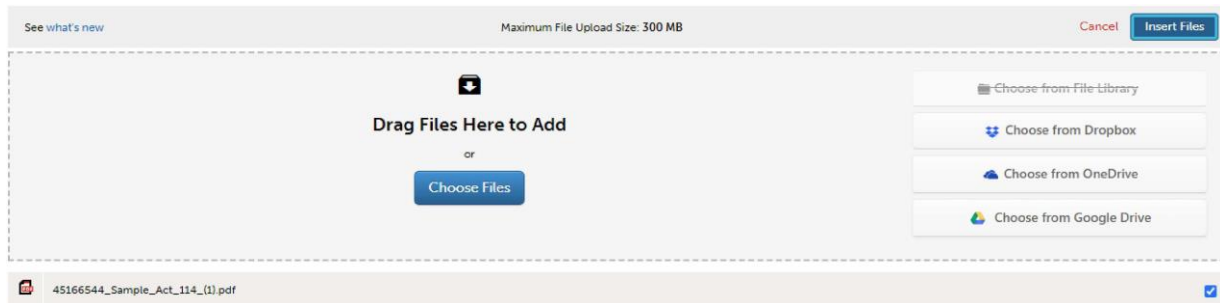 See what's new
Maximum File Upload Size: 300 MB
Cancel
Insert Files
Drag Files Here to Add
or
Choose Files
Choose from File Library
Choose from Dropbox
Choose from OneDrive
Choose from Google Drive
45166544_Sample_Act_114_(1).pdf